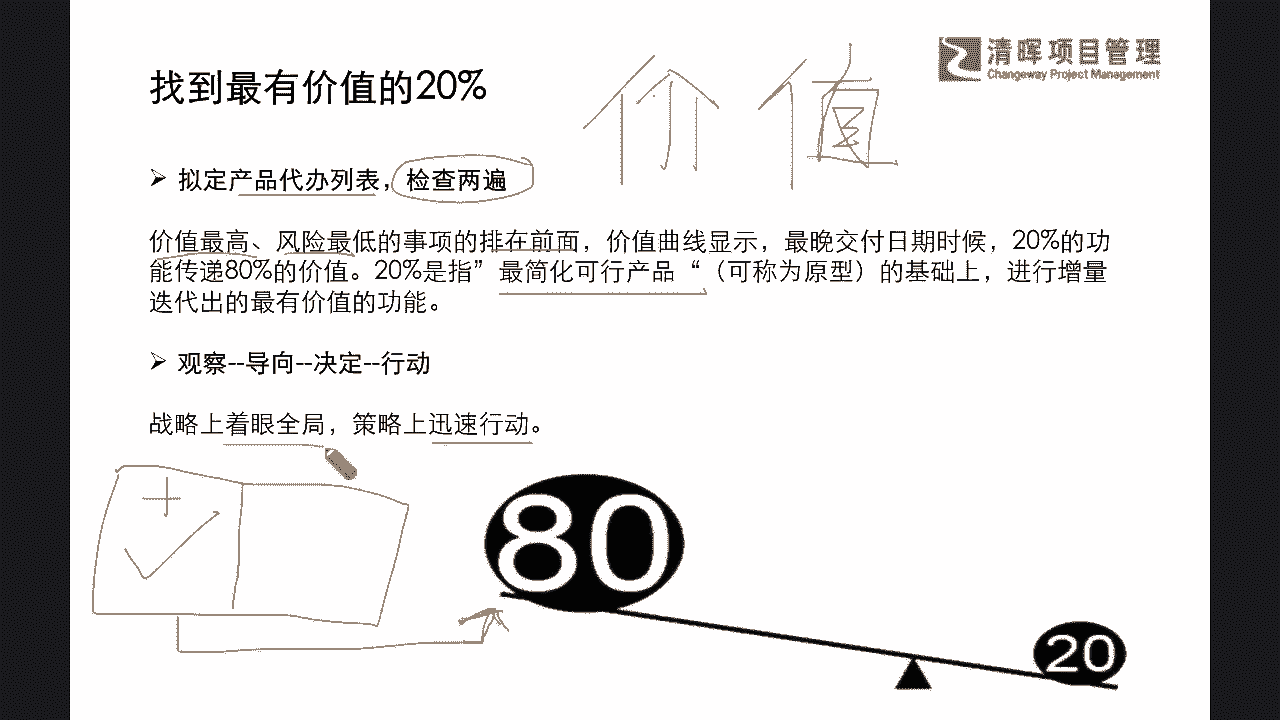 清晖项目管理
Changeway Project Management
找到最有价值的20%
价值
➢ 拟定产品代办列表，检查两遍
价值最高、风险最低的事项的排在前面，价值曲线显示，最晚交付日期时候，20%的功
能传递80%的价值。20%是指”最简化可行产品“（可称为原型）的基础上，进行增量
迭代出的最有价值的功能。
➢ 观察--导向--决定--行动
战略上着眼全局，策略上迅速行动。
80
20